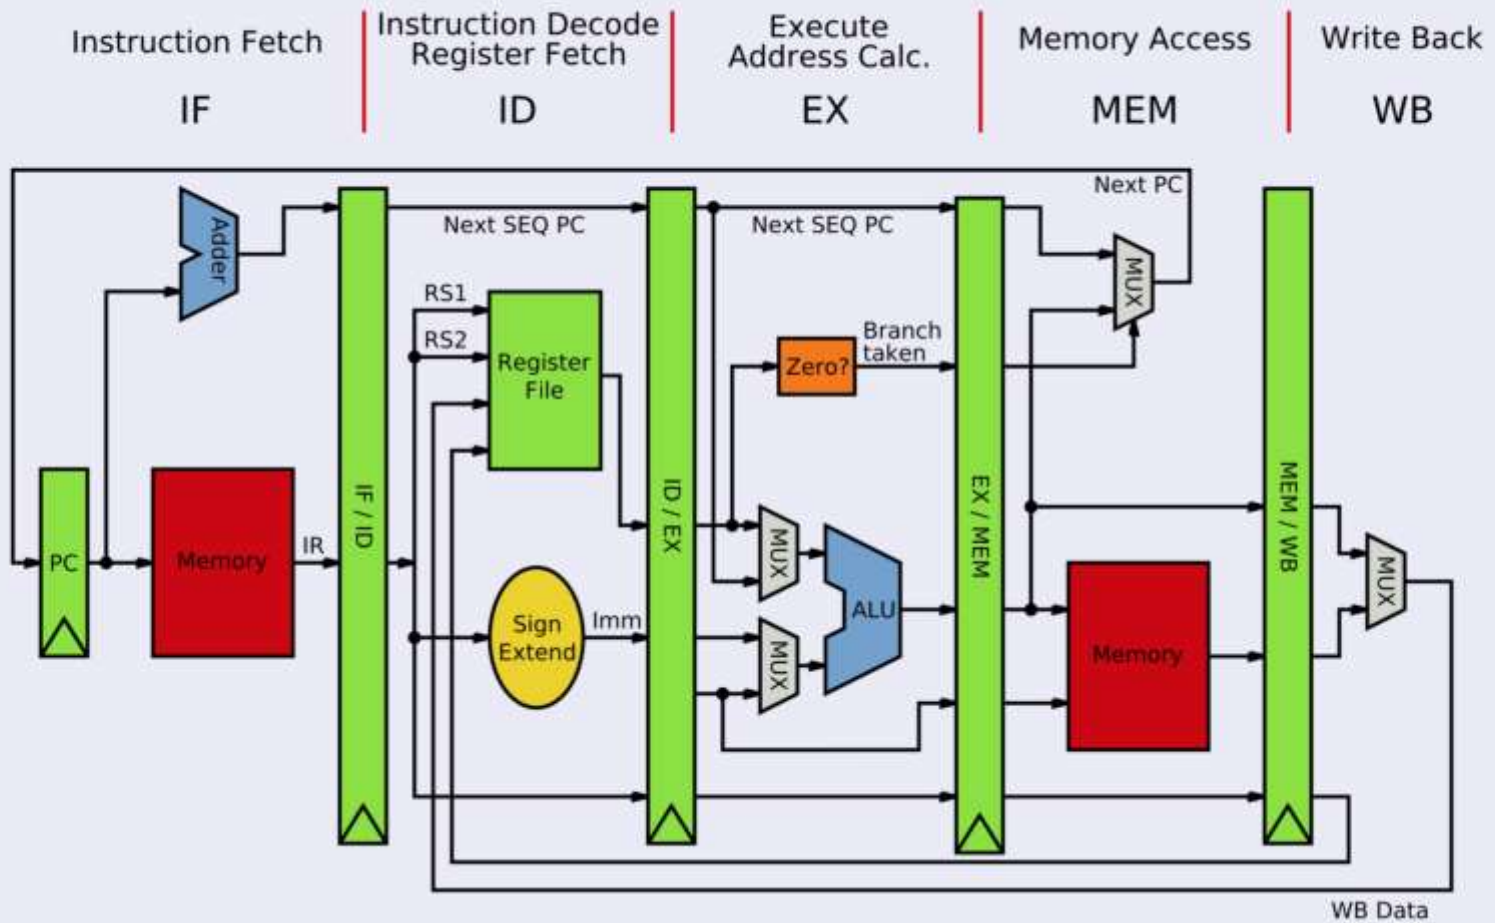 Instruction Fetch
IF
Instruction Decode
Register Fetch
ID
Execute
Address Calc.
EX
Memory Access
MEM
Write Back
WB
Next PC
Adder
Next SEQ PC
Next SEQ PC
MUX
RS1
RS2
Register
File
Branch
taken
Zero?
PC
Memory
IR
IF / ID
ID / EX
MUX
ALU
EX / MEM
MEM / WB
MUX
Sign
Extend
Imm
MUX
Memory
WB Data